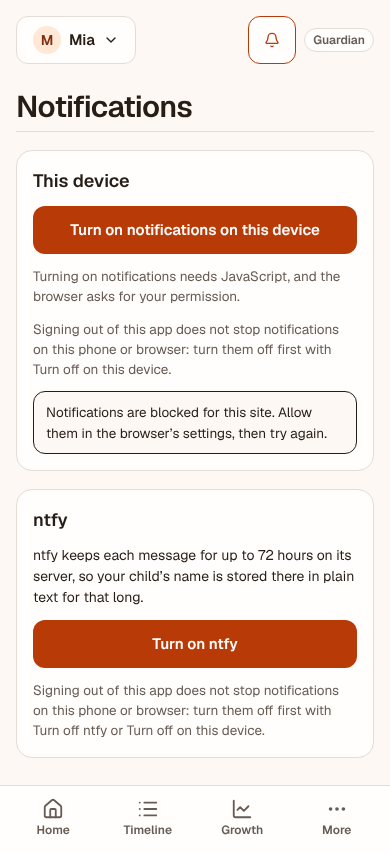 M Mia
Guardian
Notifications
This device
Turn on notifications on this device
Turning on notifications needs JavaScript, and the
browser asks for your permission.
Signing out of this app does not stop notifications
on this phone or browser: turn them off first with
Turn off on this device.
Notifications are blocked for this site. Allow
them in the browser's settings, then try again.
ntfy
ntfy keeps each message for up to 72 hours on its
server, so your child's name is stored there in plain
text for that long.
Turn on ntfy
Signing out of this app does not stop notifications
on this phone or browser: turn them off first with
Turn off ntfy or Turn off on this device.
Home Timeline Growth More